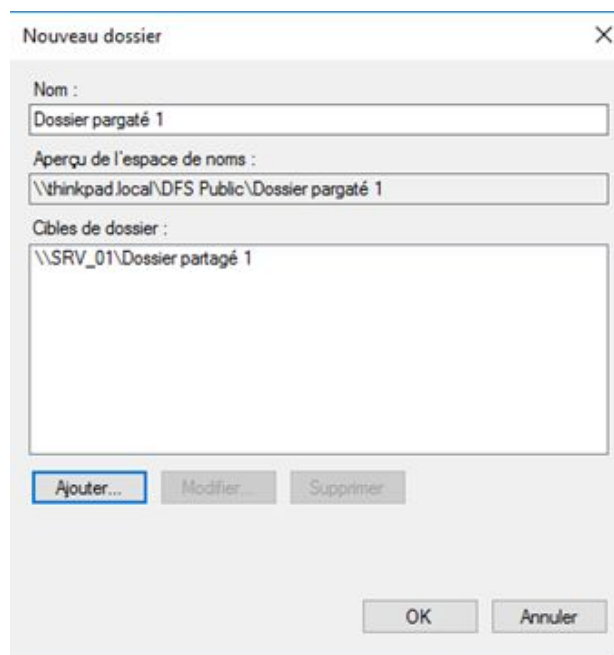 Nouveau dossier
Nom :
Dossier pargaté 1
Aperçu de l'espace de noms :
\\thinkpad.local\DFS Public\Dossier pargaté 1
Cibles de dossier :
\\SRV_01\Dossier partagé 1
Ajouter...
Modifier...
Supprimer
OK
Annuler